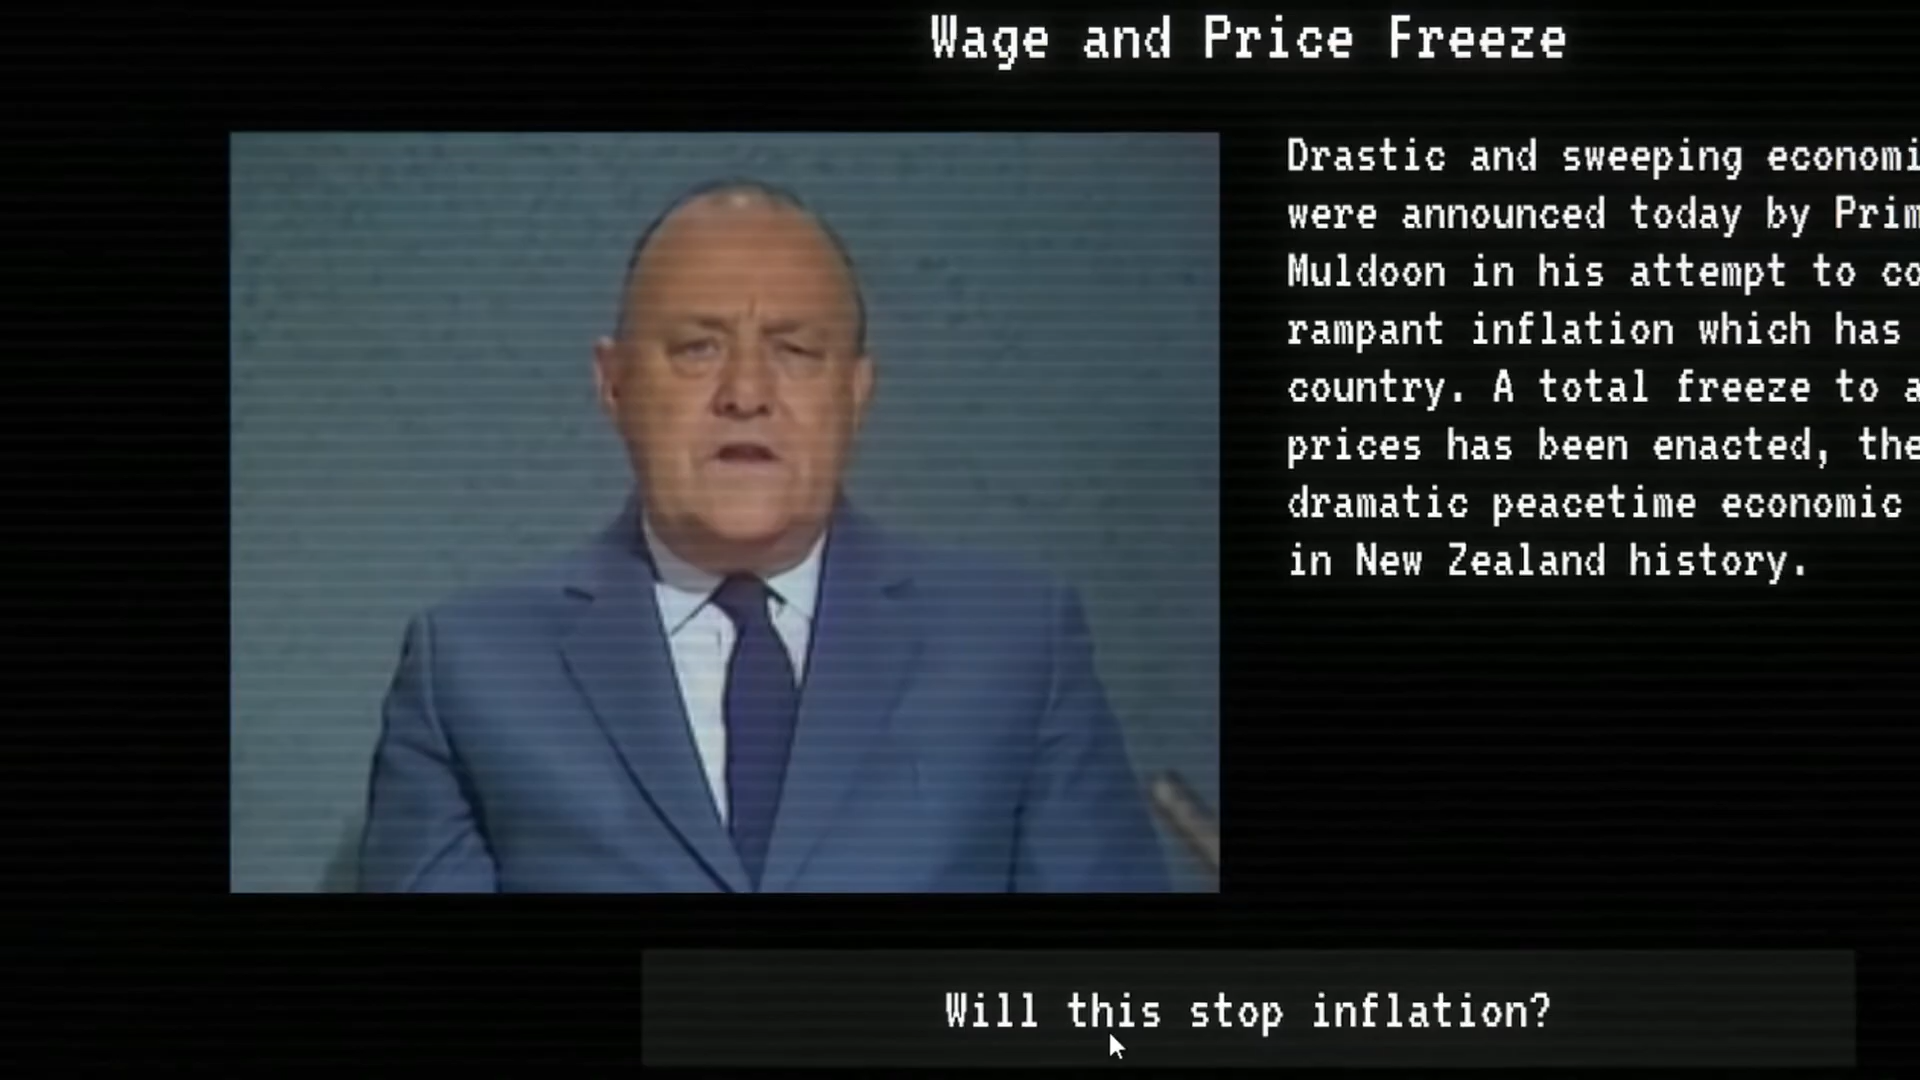 Wage and Price Freeze
Drastic and sweeping economi
were announced today by Prim
Muldoon in his attempt to co
rampant inflation which has
country. A total freeze to a
prices has been enacted, the
dramatic peacetime economic
in New Zealand history.
Will this stop inflation?